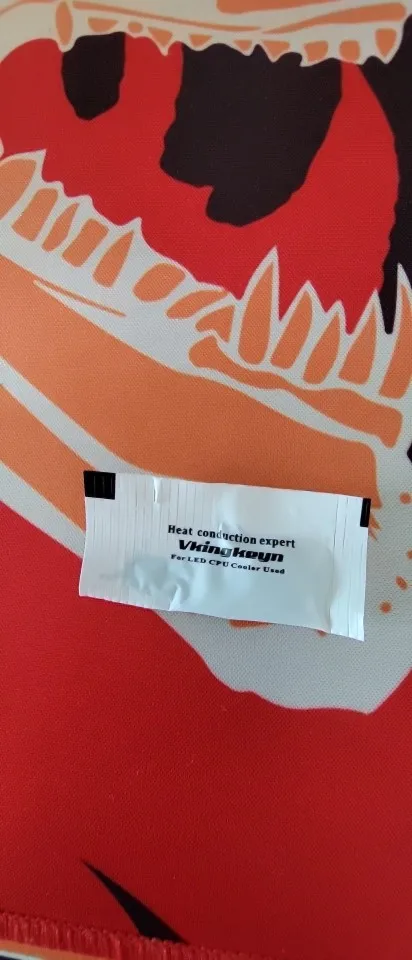 Heat conduction expert
Vkingkeyn
For LED CPU Cooler Used